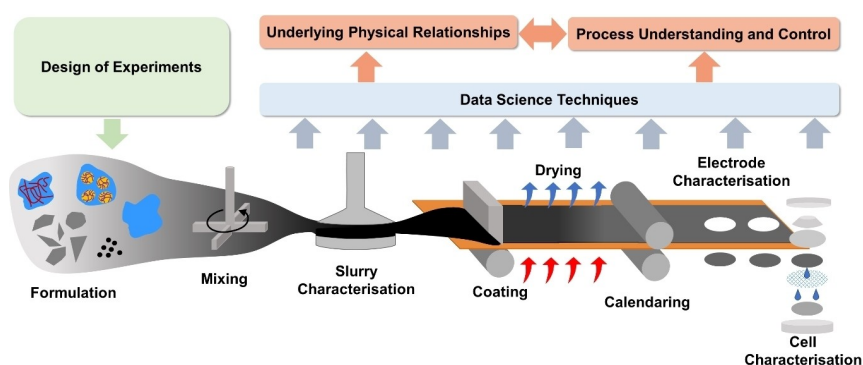 Underlying Physical Relationships
Process Understanding and Control
Design of Experiments
Data Science Techniques
Drying
Electrode
Characterisation
Formulation
Mixing
Slurry
Characterisation
Coating
Calendaring
Cell
Characterisation